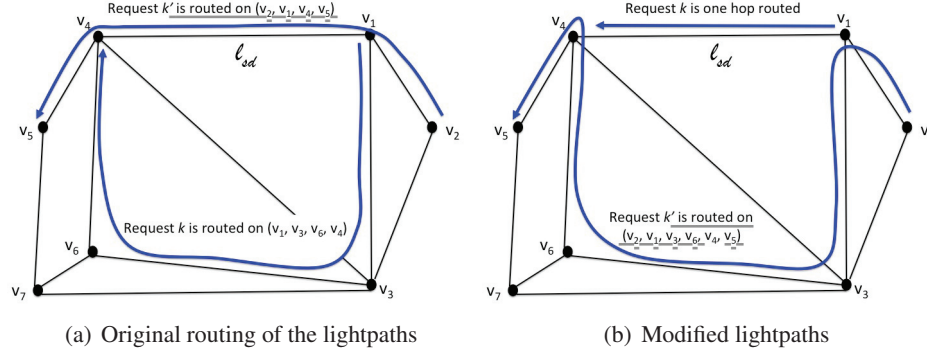 Request k' is routed on (v2, v1, v4, v5)
v4
v1
ℓsd
v5
v2
Request k is routed on (v1, v3, v6, v4)
v6
v7
v3
(a) Original routing of the lightpaths
Request k is one hop routed
v4
v1
ℓsd
v5
v
Request k' is routed on
(v2, v1, v3, v6, v4, v5)
v6
v7
v3
(b) Modified lightpaths